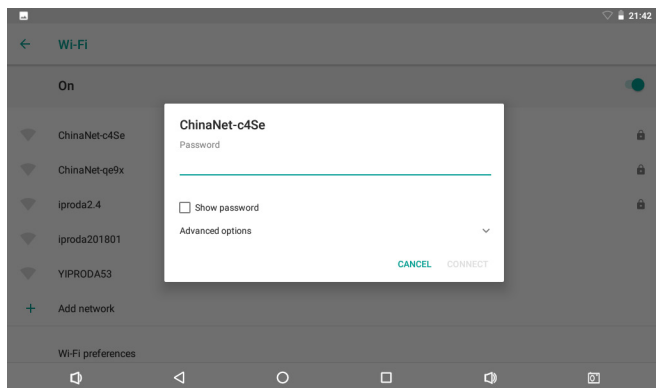 21:42
Wi-Fi
On
ChinaNet-c4Se
Password
Show password
Advanced options
CANCEL CONNECT
ChinaNet-c4Se
ChinaNet-qe9x
iproda2.4
iproda201801
YIPRODA53
Add network
Wi-Fi preferences